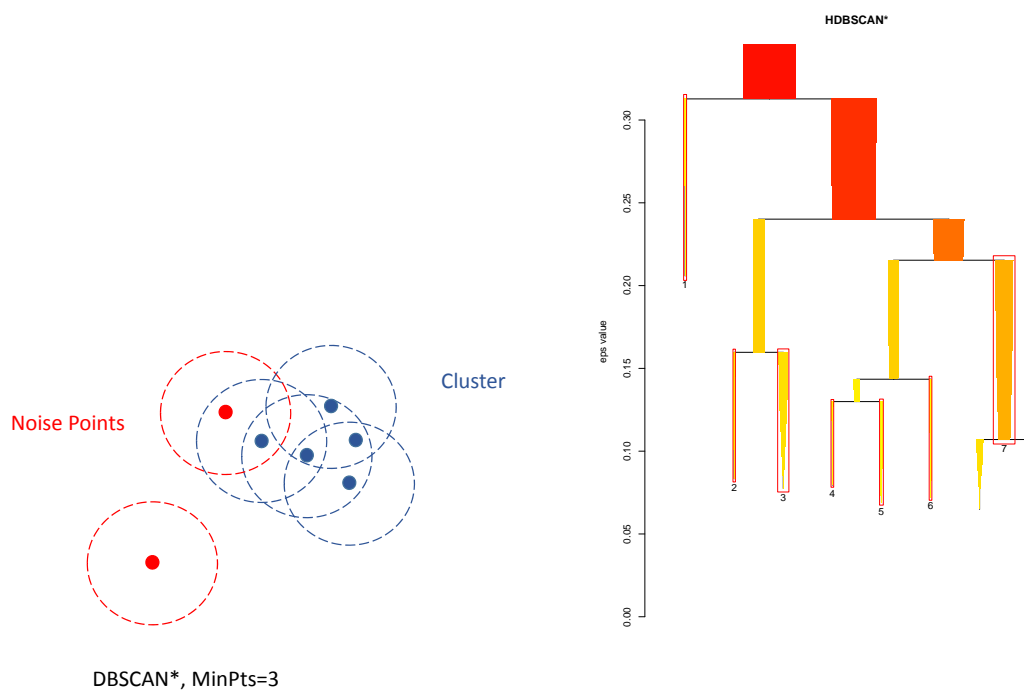 HDBSCAN*
Cluster
Noise Points
DBSCAN*, MinPts=3
eps value
0.30
0.25
0.20
0.15
0.10
0.05
0.00
1
2
3
4
5
6
7